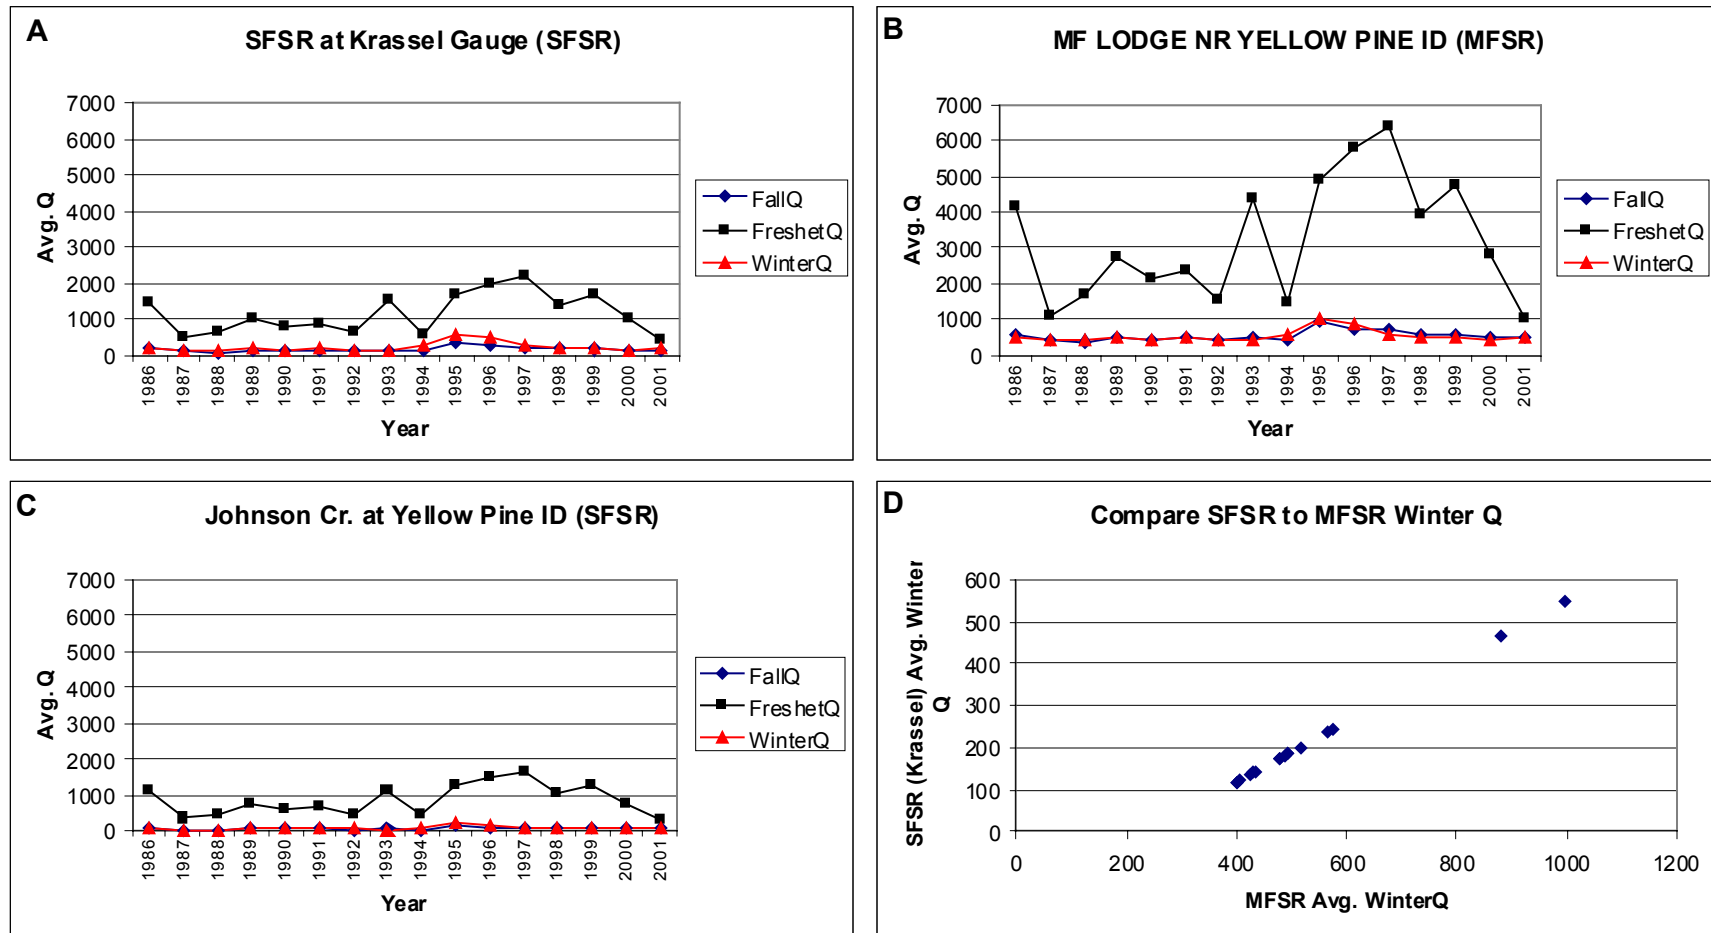 A
SFSR at Krassel Gauge (SFSR)
7000
6000
5000
4000
3000
2000
1000
0
Avg. Q
1986
1987
1988
1989
1990
1991
1992
1993
1994
1995
1996
1997
1998
1999
2000
2001
Year
FallQ
FreshetQ
WinterQ
B
MF LODGE NR YELLOW PINE ID (MFSR)
7000
6000
5000
4000
3000
2000
1000
0
Avg. Q
1986
1987
1988
1989
1990
1991
1992
1993
1994
1995
1996
1997
1998
1999
2000
2001
Year
FallQ
FreshetQ
WinterQ
C
Johnson Cr. at Yellow Pine ID (SFSR)
7000
6000
5000
4000
3000
2000
1000
0
Avg. Q
1986
1987
1988
1989
1990
1991
1992
1993
1994
1995
1996
1997
1998
1999
2000
2001
Year
FallQ
FreshetQ
WinterQ
D
Compare SFSR to MFSR Winter Q
SFSR (Krassel) Avg. Winter
Q
600
500
400
300
200
100
0
0 200 400 600 800 1000 1200
MFSR Avg. WinterQ